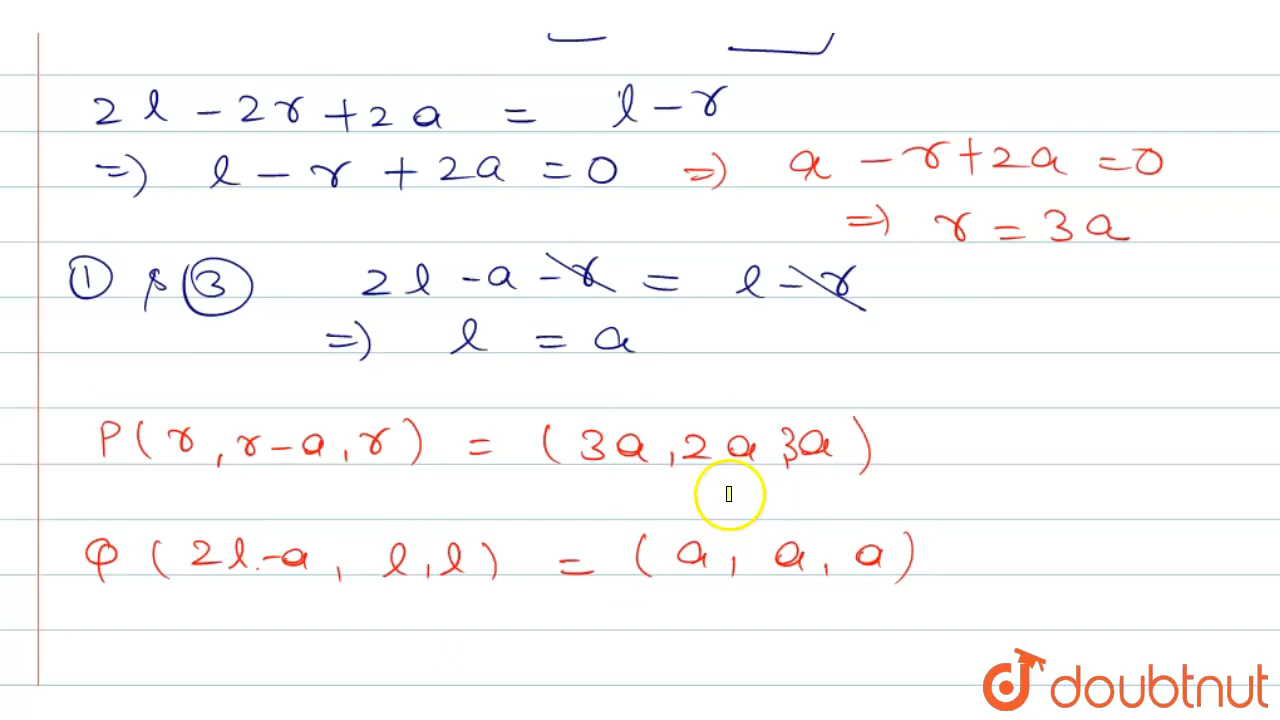 2l - 2r + 2a = l - r
=) l - r + 2a = 0 =) a - r + 2a = 0
=) r = 3a
① & ③ 2l - a - r = l - r
=) l = a
P(r, r-a, r) = (3a, 2a, 3a)
Q(2l-a, l, l) = (a, a, a)
doubtnut